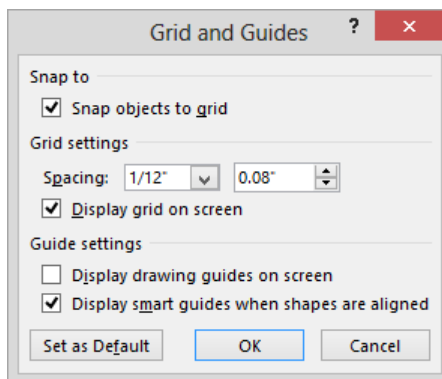 Grid and Guides ?
Snap to
Snap objects to grid
Grid settings
Spacing: 1/12" 0.08"
Display grid on screen
Guide settings
Display drawing guides on screen
Display smart guides when shapes are aligned
Set as Default OK Cancel